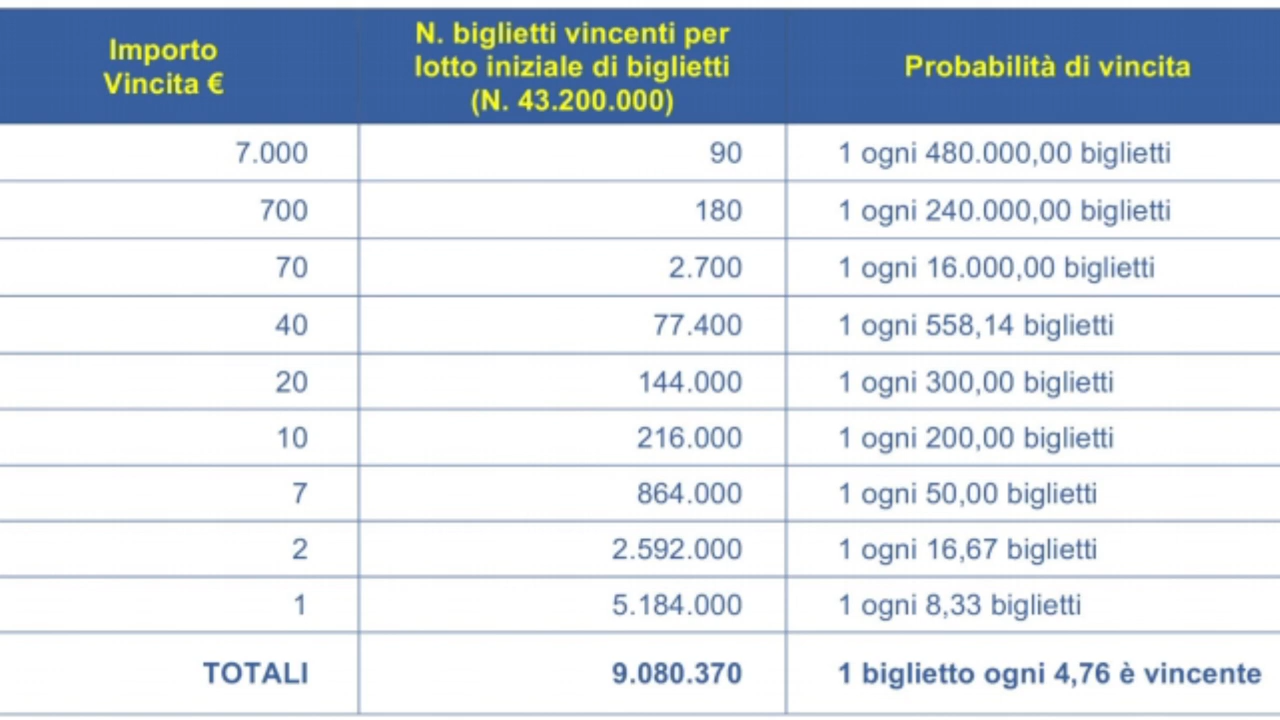 Importo
Vincita €
N. biglietti vincenti per
lotto iniziale di biglietti
(N. 43.200.000)
Probabilità di vincita
7.000 90 1 ogni 480.000,00 biglietti
700 180 1 ogni 240.000,00 biglietti
70 2.700 1 ogni 16.000,00 biglietti
40 77.400 1 ogni 558,14 biglietti
20 144.000 1 ogni 300,00 biglietti
10 216.000 1 ogni 200,00 biglietti
7 864.000 1 ogni 50,00 biglietti
2 2.592.000 1 ogni 16,67 biglietti
1 5.184.000 1 ogni 8,33 biglietti
TOTALI 9.080.370 1 biglietto ogni 4,76 è vincente